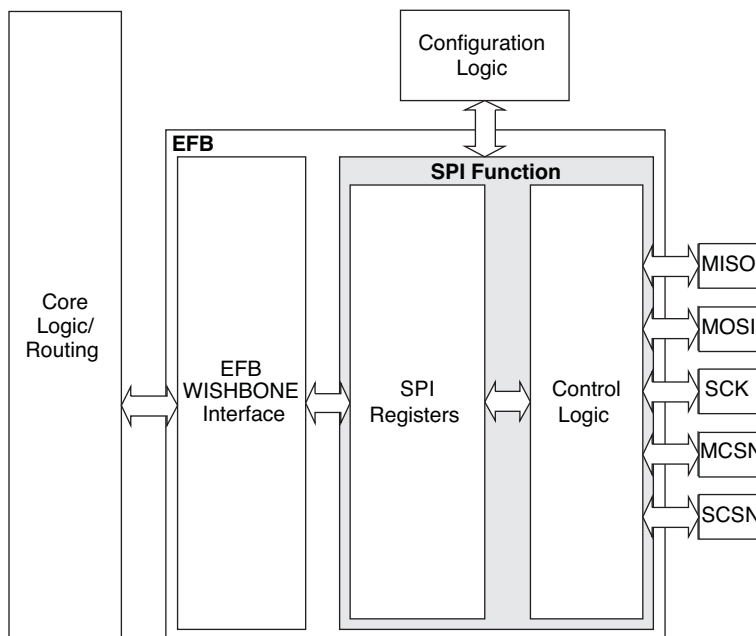 Configuration
Logic
EFB
SPI Function
Core
Logic/
Routing
EFB
WISHBONE
Interface
SPI
Registers
Control
Logic
MISO
MOSI
SCK
MCSN
SCSN